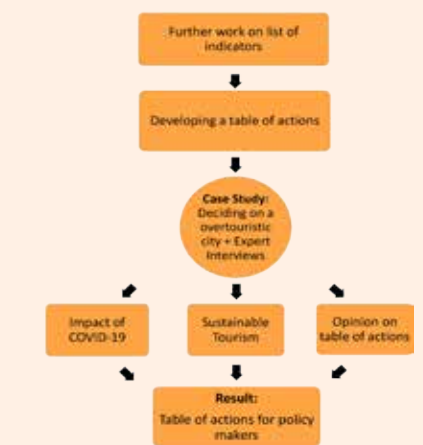 Further work on list of
indicators
Developing a table of actions
Case Study:
Deciding on a
overtouristic
city + Expert
Interviews
Impact of
COVID-19
Sustainable
Tourism
Opinion on
table of actions
Result:
Table of actions for policy
makers